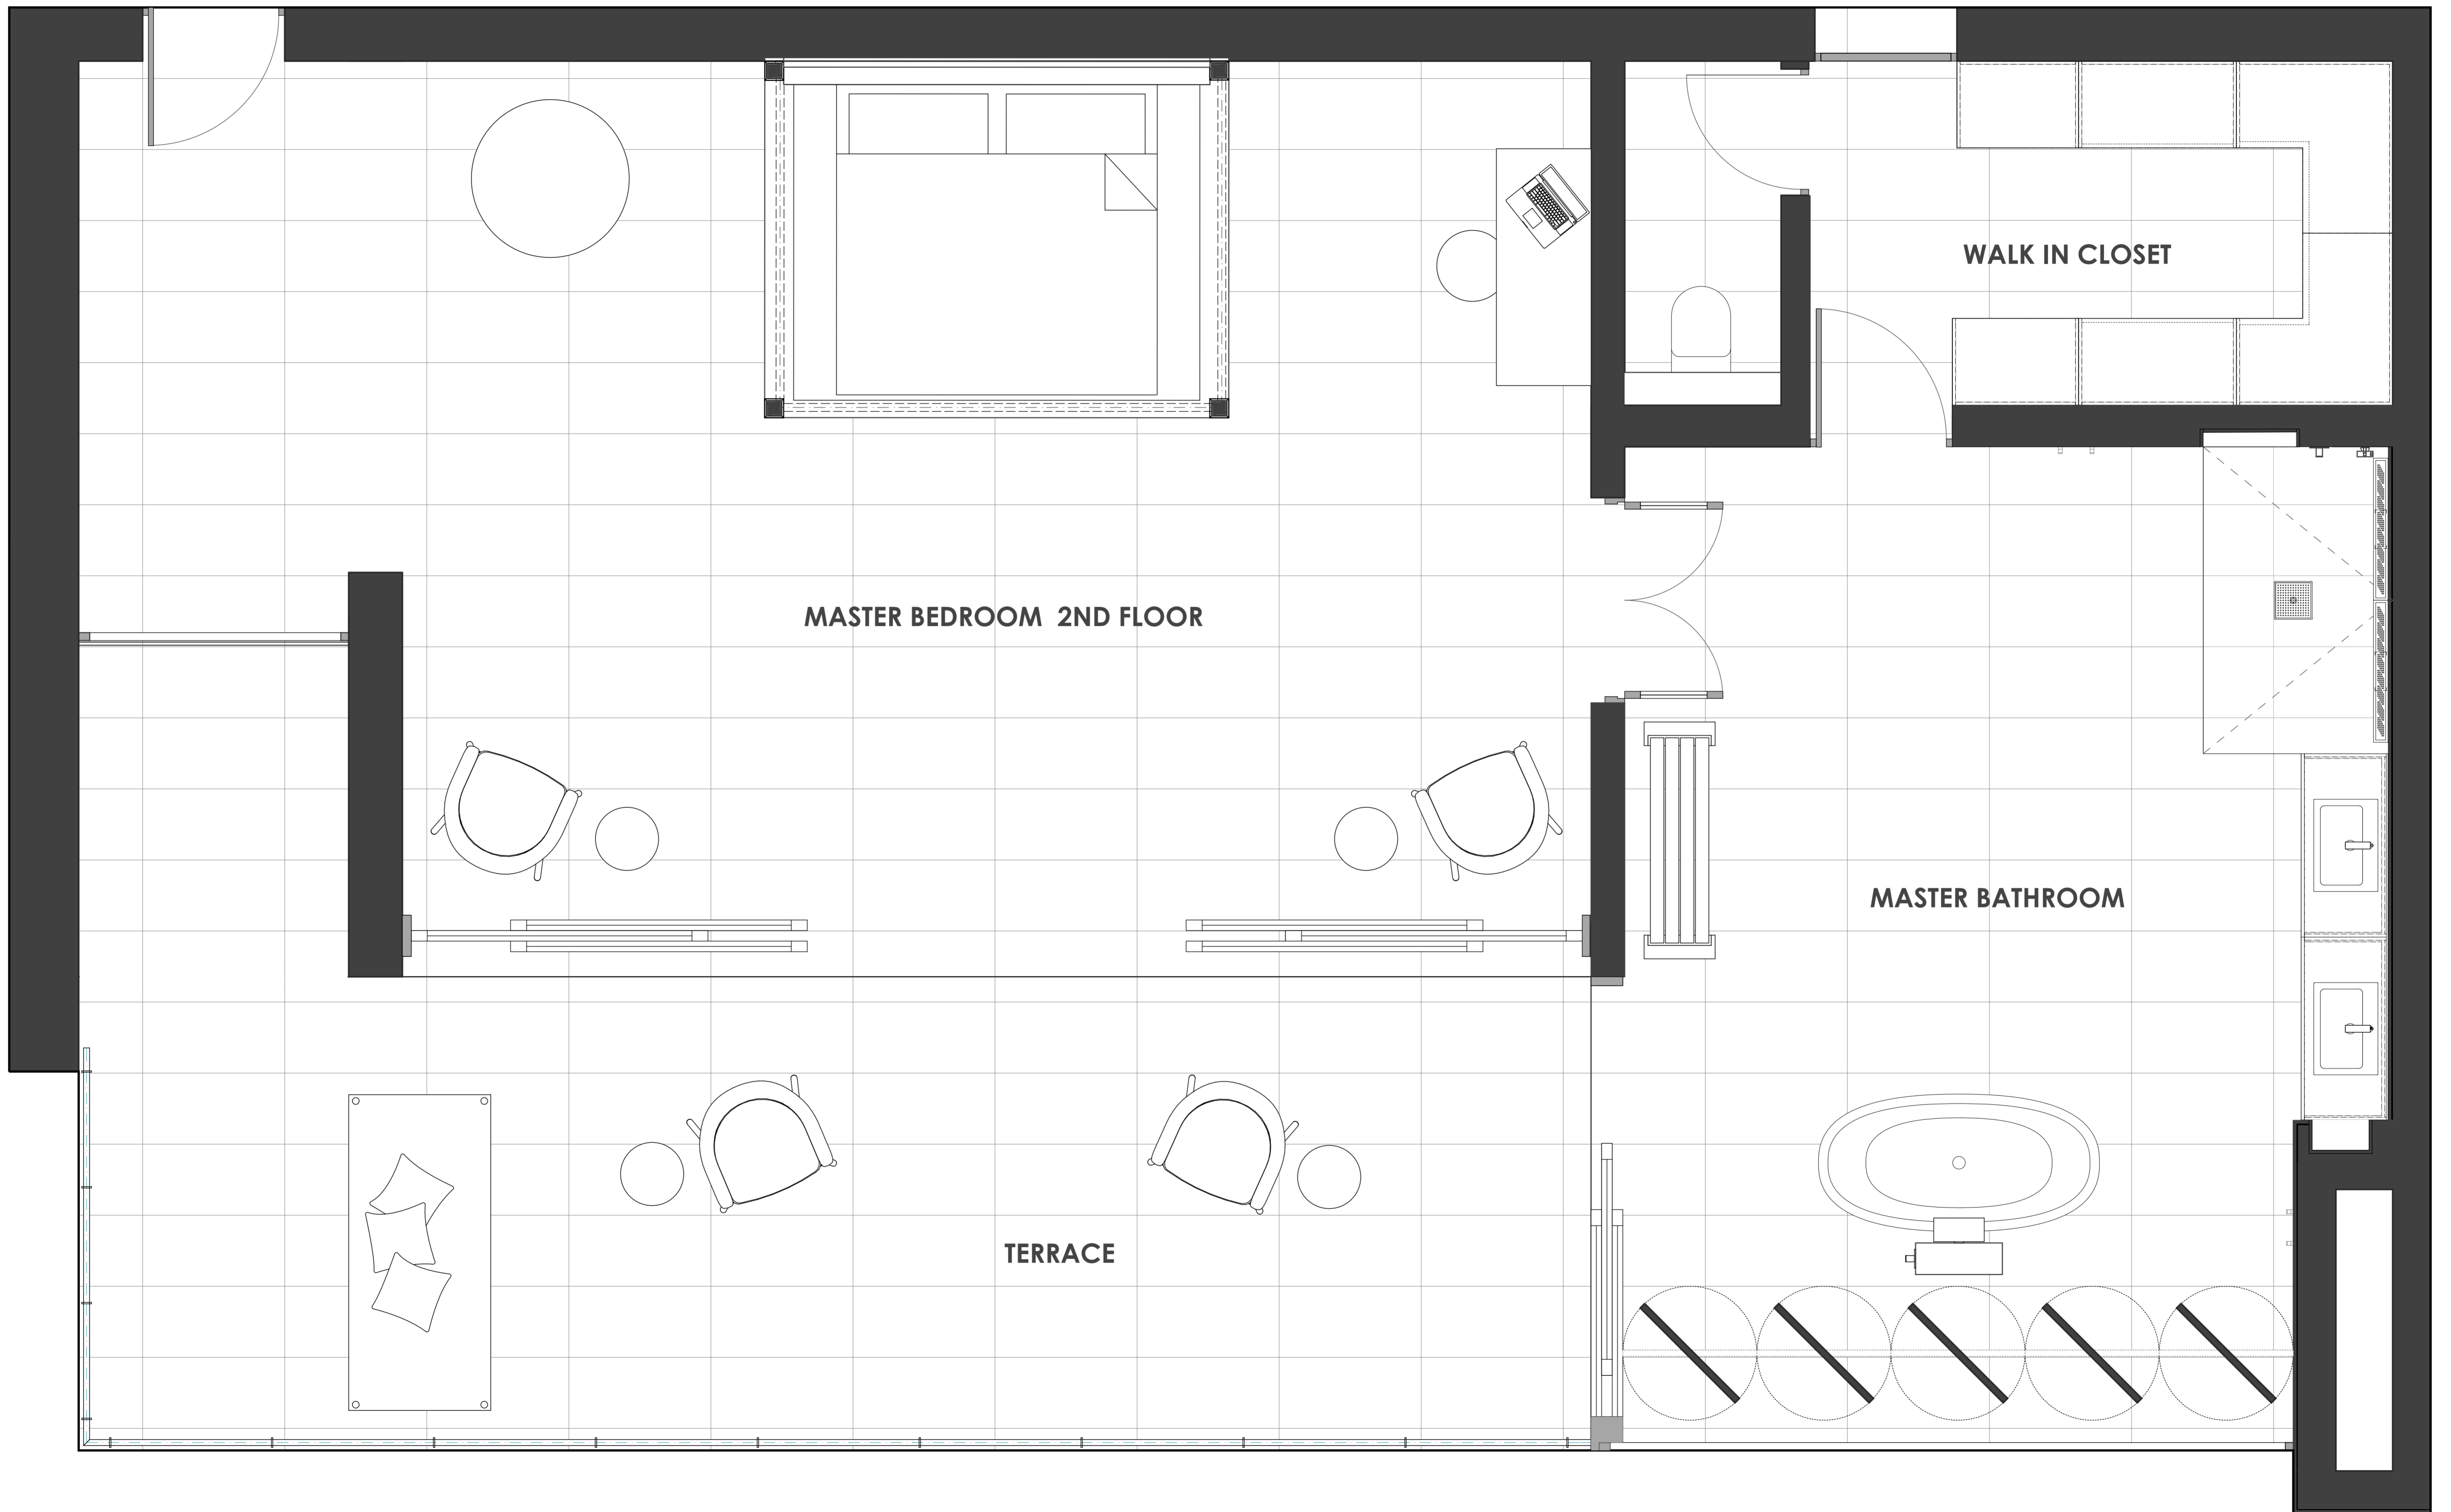 WALK IN CLOSET
MASTER BEDROOM  2ND FLOOR
MASTER BATHROOM
TERRACE